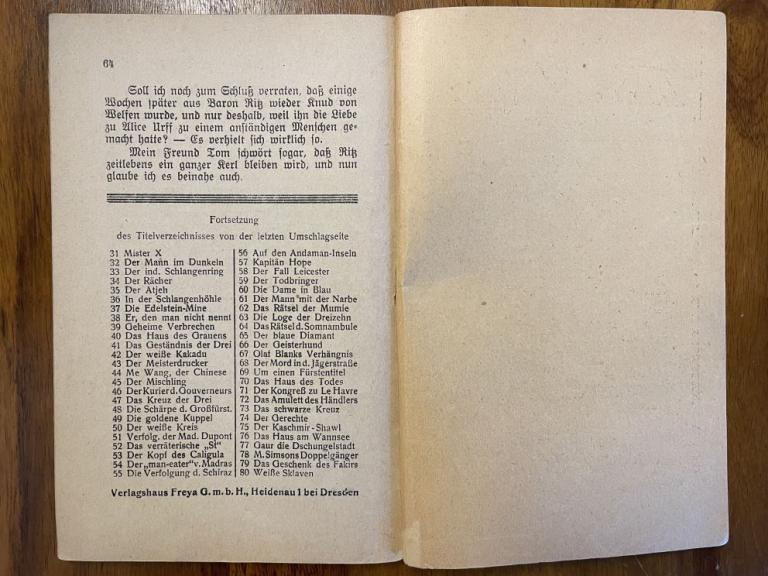 64
Soll ich noch zum Schluß verraten, daß einige
Wochen später aus Baron Ritz wieder Knud von
Welfen wurde, und nur deshalb, weil ihn die Liebe
zu Alice Urff zu einem anständigen Menschen ge-
macht hatte? — Es verhielt sich wirklich so.
Mein Freund Tom schwört sogar, daß Ritz
zeitlebens ein ganzer Kerl bleiben wird, und nun
glaube ich es beinahe auch.
Fortsetzung
des Titelverzeichnisses von der letzten Umschlagseite
31 Mister X
32 Der Mann im Dunkeln
33 Der ind. Schlangenring
34 Der Rächer
35 Der Atjeh
36 In der Schlangenhöhle
37 Die Edelstein-Mine
38 Er, den man nicht nennt
39 Geheime Verbrechen
40 Das Haus des Grauens
41 Das Geständnis der Drei
42 Der weiße Kakadu
43 Der Meisterdrucker
44 Me Wang, der Chinese
45 Der Mischling
46 Der Kurierd. Gouverneurs
47 Das Kreuz der Drei
48 Die Schärpe d. Großfürst.
49 Die goldene Kuppel
50 Der weiße Kreis
51 Verfolg. der Mad. Dupont
52 Das verräterische „St"
53 Der Kopf des Caligula
54 Der „man-eater" v. Madras
55 Die Verfolgung d. Schiraz
56 Auf den Andaman-Inseln
57 Kapitän Hope
58 Der Fall Leicester
59 Der Todbringer
60 Die Dame in Blau
61 Der Mann mit der Narbe
62 Das Rätsel der Mumie
63 Die Loge der Dreizehn
64 Das Rätsel d. Somnambule
65 Der blaue Diamant
66 Der Geisterhund
67 Olaf Blanks Verhängnis
68 Der Mord in d. Jägerstraße
69 Um einen Fürstentitel
70 Das Haus des Todes
71 Der Kongreß zu Le Havre
72 Das Amulett des Händlers
73 Das schwarze Kreuz
74 Der Gerechte
75 Der Kaschmir-Shawl
76 Das Haus am Wannsee
77 Gaur die Dschungelstadt
78 M. Simsons Doppelgänger
79 Das Geschenk des Fakirs
80 Weiße Sklaven
Verlagshaus Freya G. m. b. H., Heidenau 1 bei Dresden